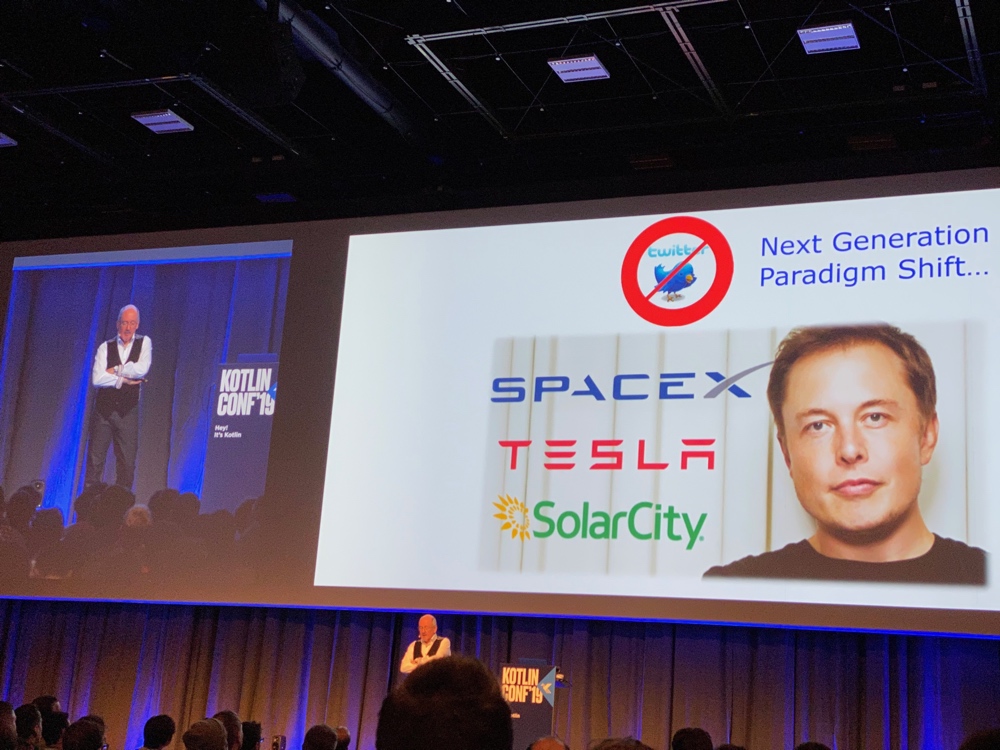 twitter
Next Generation
Paradigm Shift...
SPACEX
TESLA
SolarCity
KOTLIN
CONF'19
Hey!
It's Kotlin
KOTLIN
CONF'19